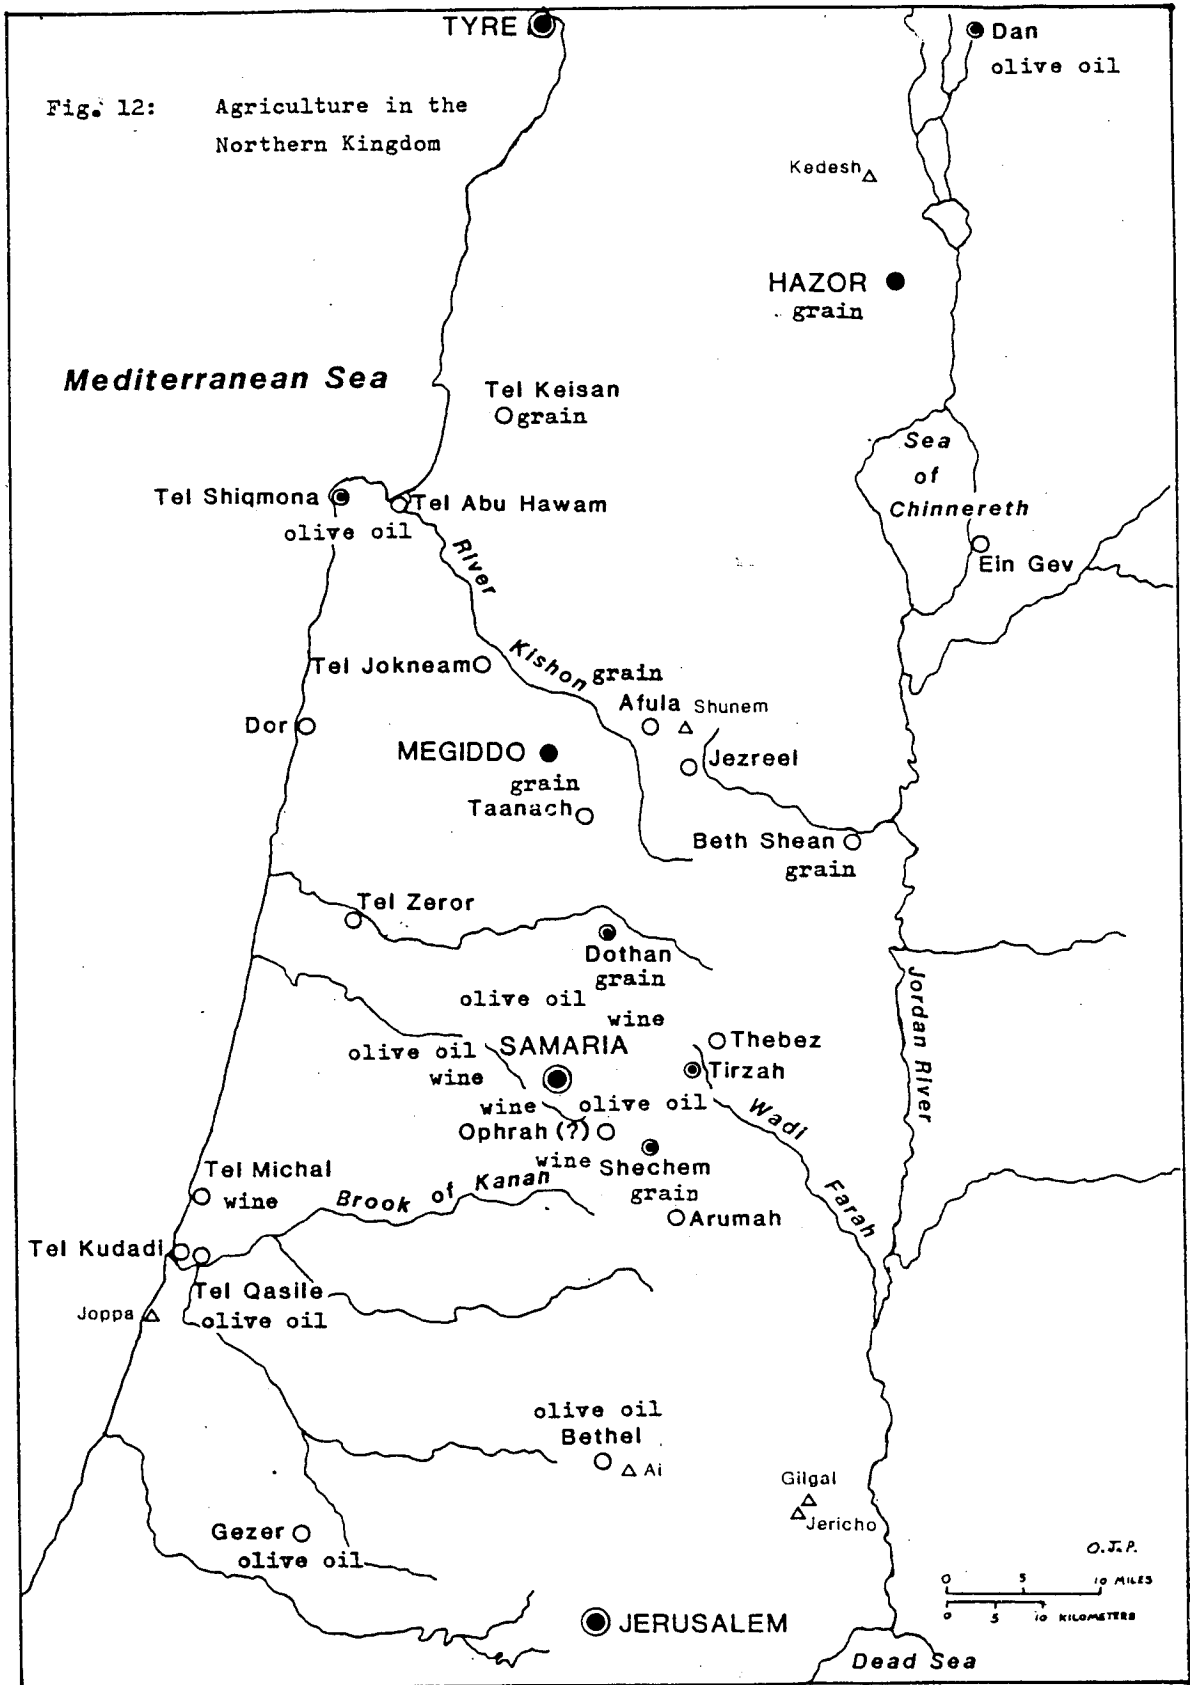 TYRE
Dan
olive oil
Fig. 12: Agriculture in the
Northern Kingdom
Kedesh
HAZOR
grain
Mediterranean Sea
Tel Keisan
grain
Sea
of
Chinnereth
Tel Shiqmona
Tel Abu Hawam
olive oil
Ein Gev
River
Kishon
Tel Jokneam
grain
Afula
Shunem
Dor
MEGIDDO
Jezreel
grain
Taanach
Beth Shean
grain
Tel Zeror
Dothan
grain
olive oil
wine
Jordan River
olive oil
SAMARIA
Thebez
wine
Tirzah
wine
olive oil
Wadi
Farah
Ophrah (?)
wine
Shechem
grain
Tel Michal
wine
Brook of Kanan
Arumah
Tel Kudadi
Tel Qasile
Joppa
olive oil
olive oil
Bethel
Ai
Gilgal
Jericho
Gezer
olive oil
O.J.P.
0 5 10 MILES
0 5 10 KILOMETERS
JERUSALEM
Dead Sea